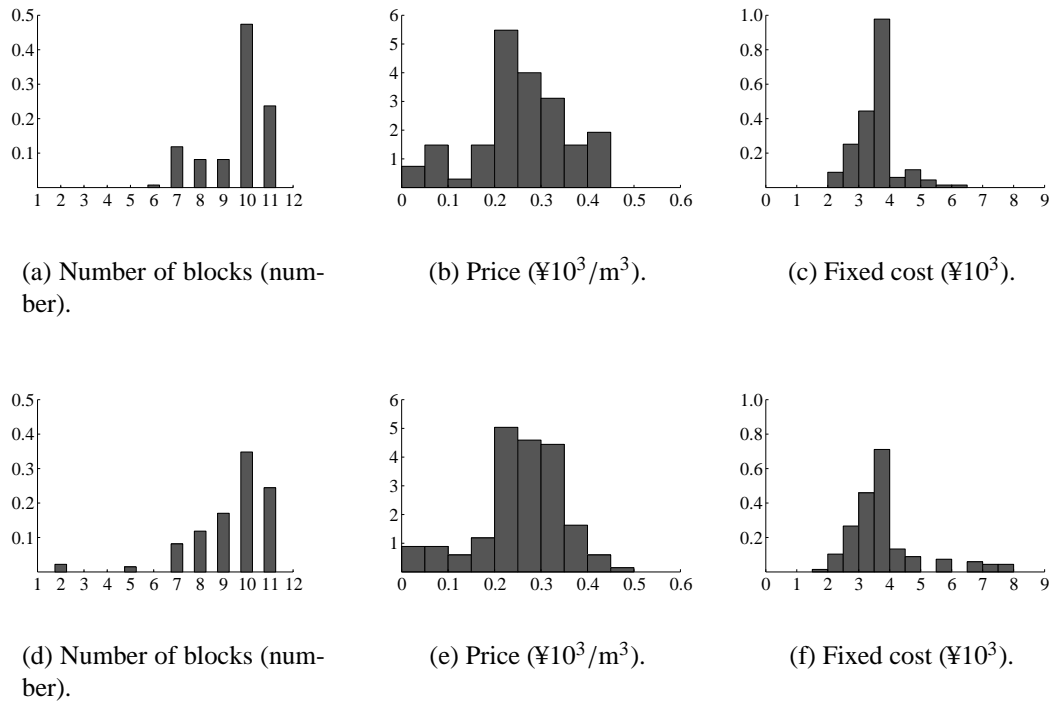 0.5
0.4
0.3
0.2
0.1
1 2 3 4 5 6 7 8 9 10 11 12
6
5
4
3
2
1
0 0.1 0.2 0.3 0.4 0.5 0.6
1.0
0.8
0.6
0.4
0.2
0 1 2 3 4 5 6 7 8 9
(a) Number of blocks (num-
ber).
(b) Price (¥10³/m³).
(c) Fixed cost (¥10³).
0.5
0.4
0.3
0.2
0.1
1 2 3 4 5 6 7 8 9 10 11 12
6
5
4
3
2
1
0 0.1 0.2 0.3 0.4 0.5 0.6
1.0
0.8
0.6
0.4
0.2
0 1 2 3 4 5 6 7 8 9
(d) Number of blocks (num-
ber).
(e) Price (¥10³/m³).
(f) Fixed cost (¥10³).